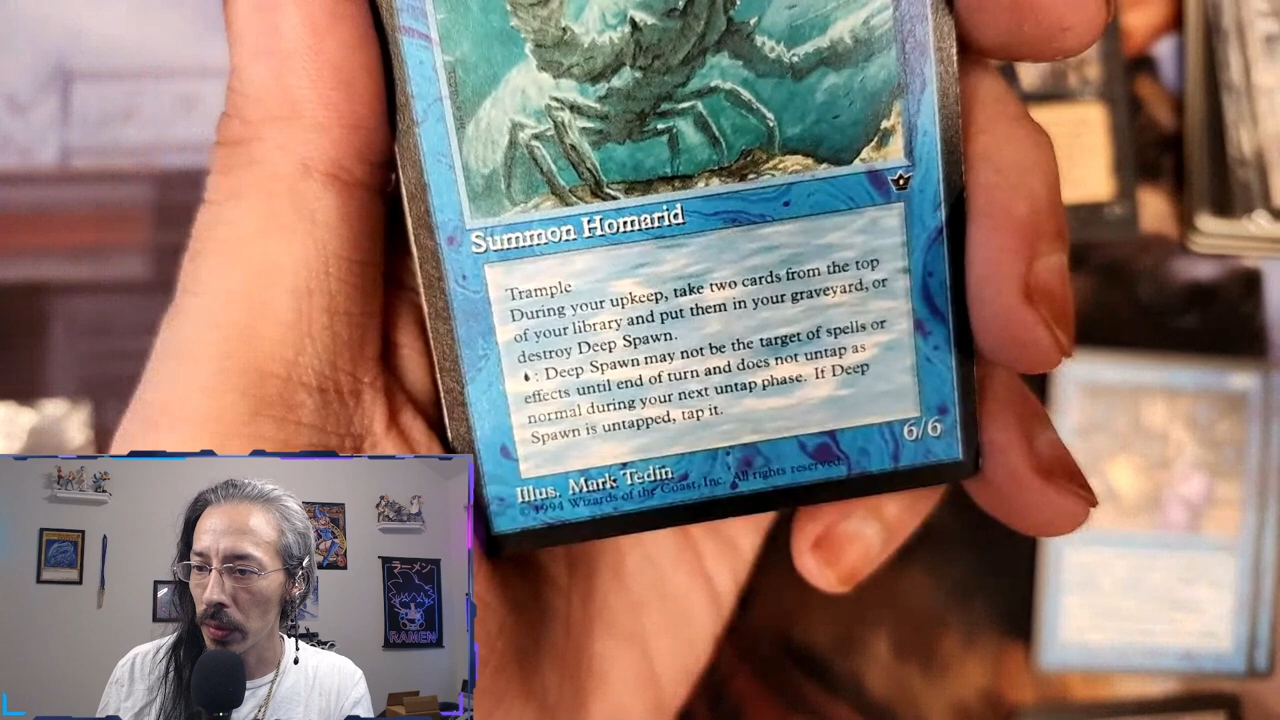 Summon Homarid
Trample
During your upkeep, take two cards from the top
of your library and put them in your graveyard, or
destroy Deep Spawn.
: Deep Spawn may not be the target of spells or
effects until end of turn and does not untap as
normal during your next untap phase. If Deep
Spawn is untapped, tap it.
6/6
Illus. Mark Tedin
© 1994 Wizards of the Coast, Inc. All rights reserved.
ラーメン
RAMEN